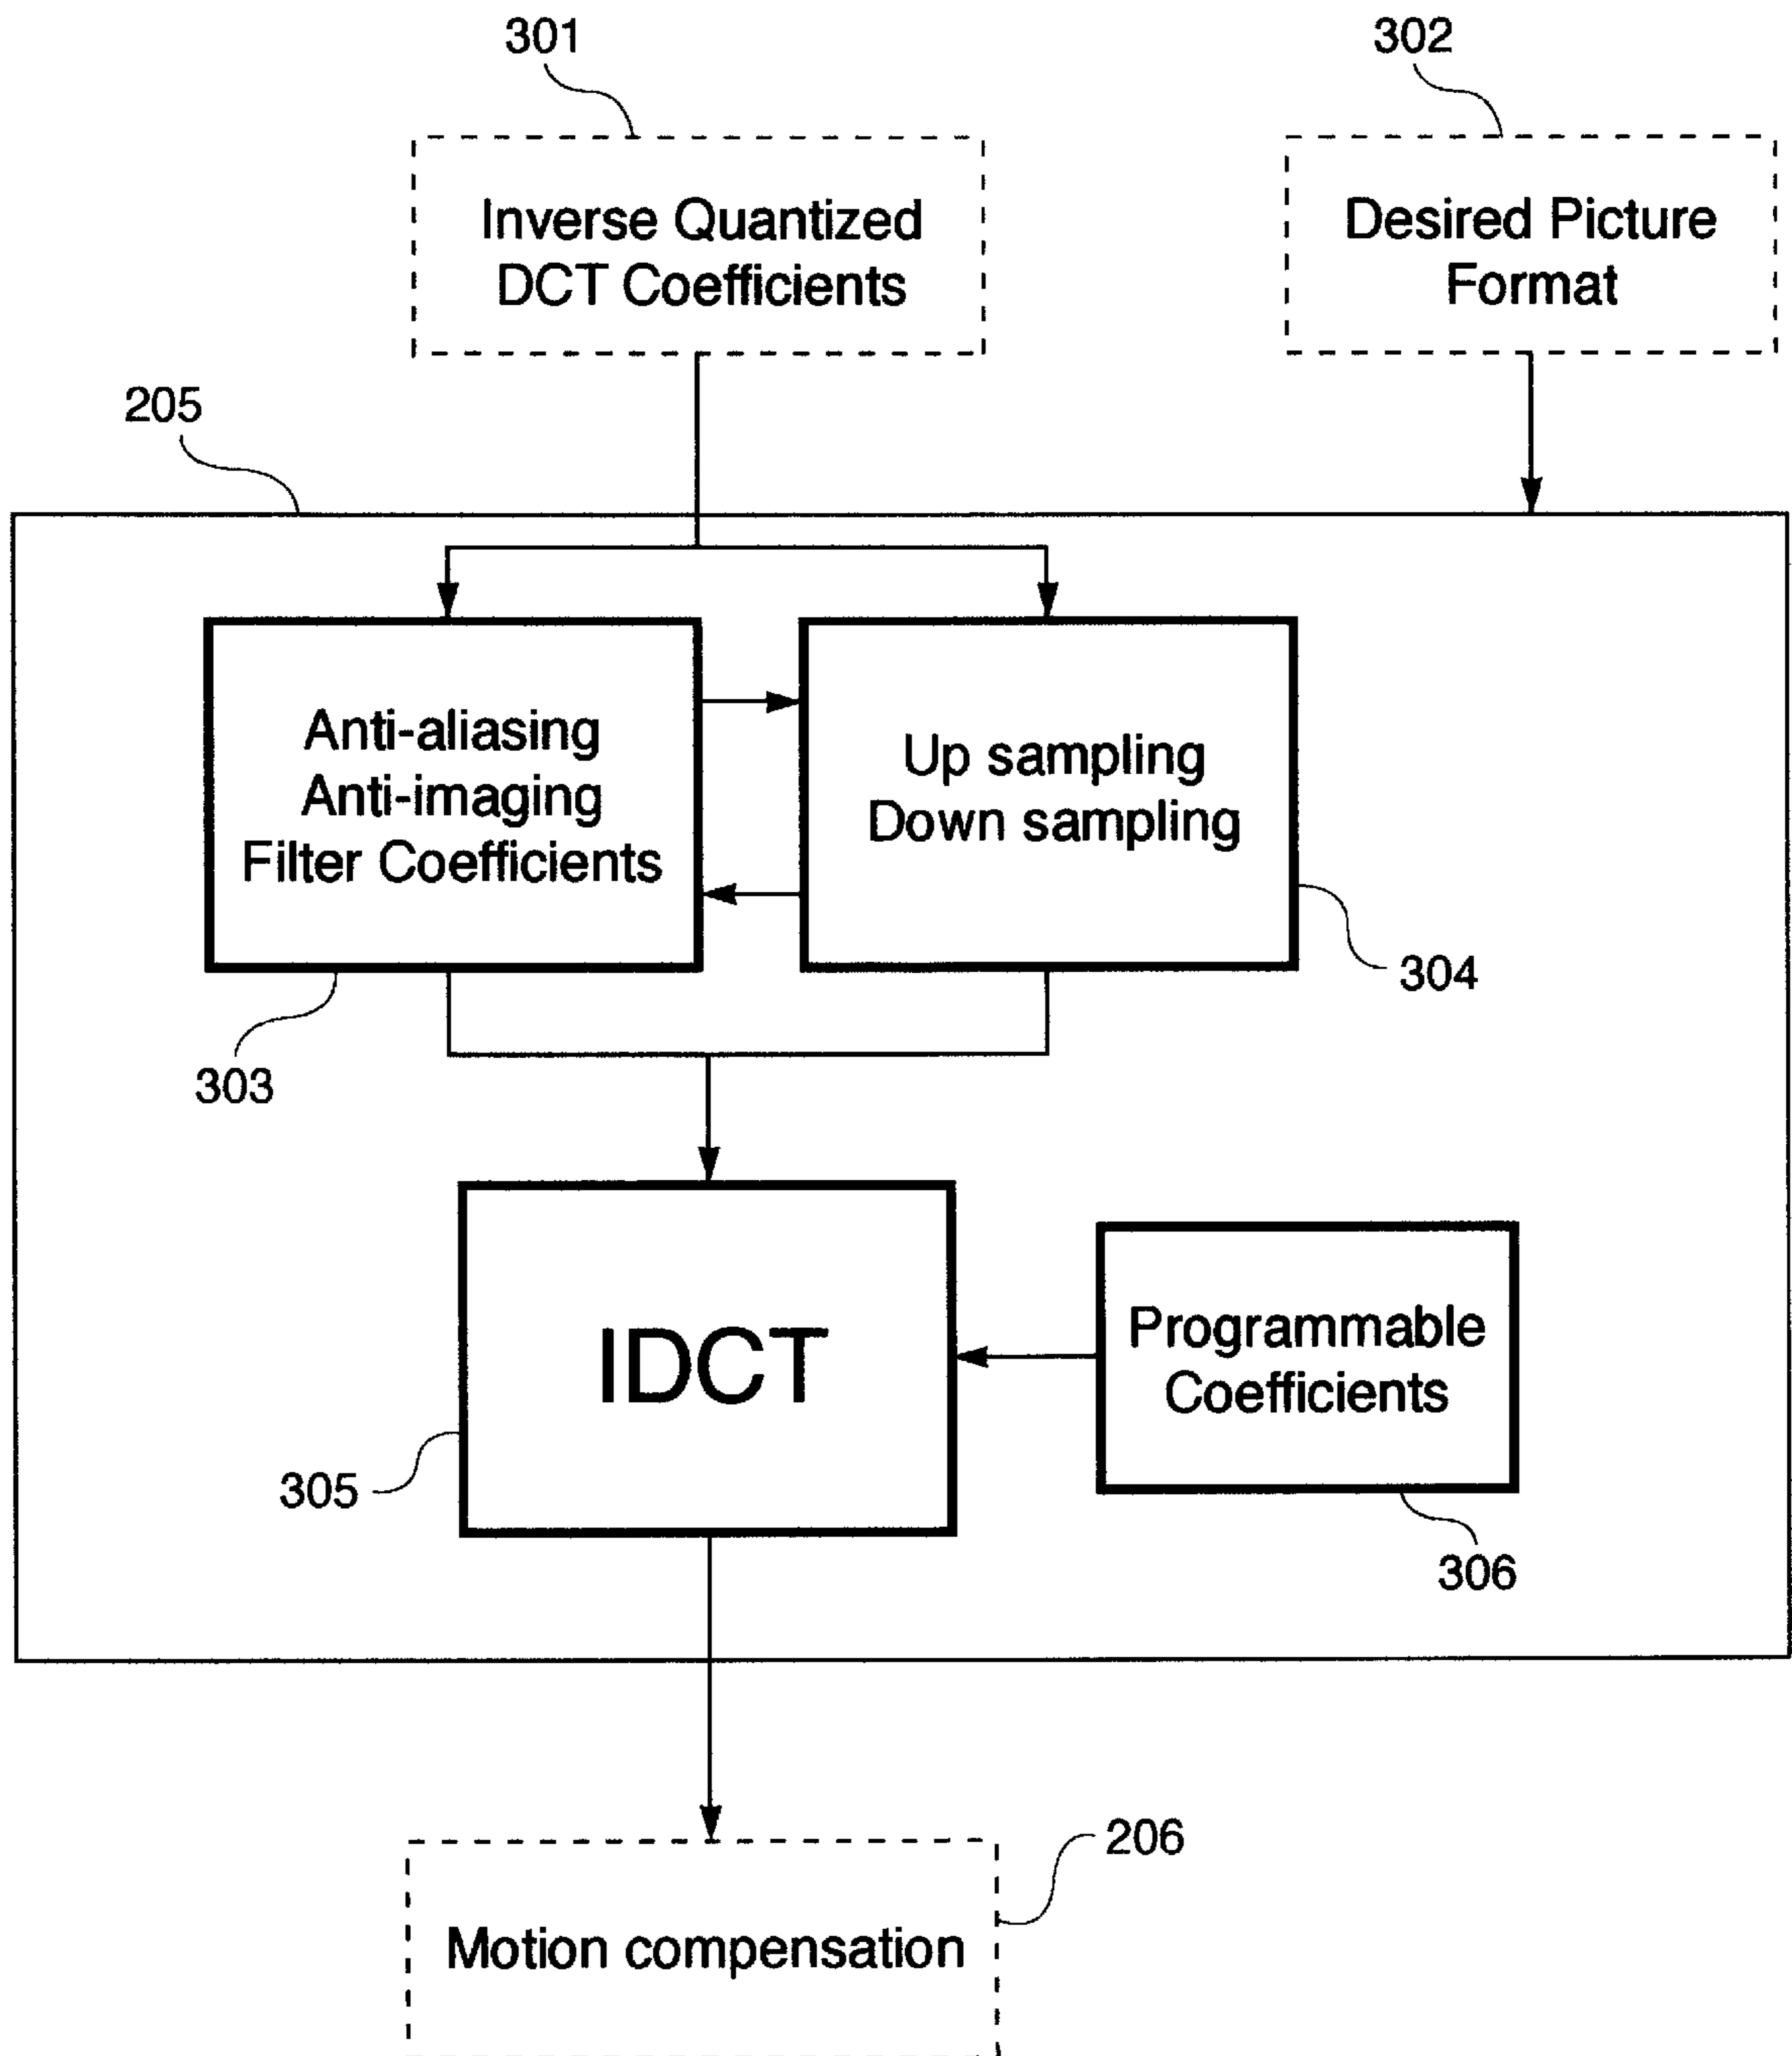 301
302
Inverse Quantized
DCT Coefficients
Desired Picture
Format
205
Anti-aliasing
Anti-imaging
Filter Coefficients
Up sampling
Down sampling
304
303
IDCT
Programmable
Coefficients
305
306
206
Motion compensation